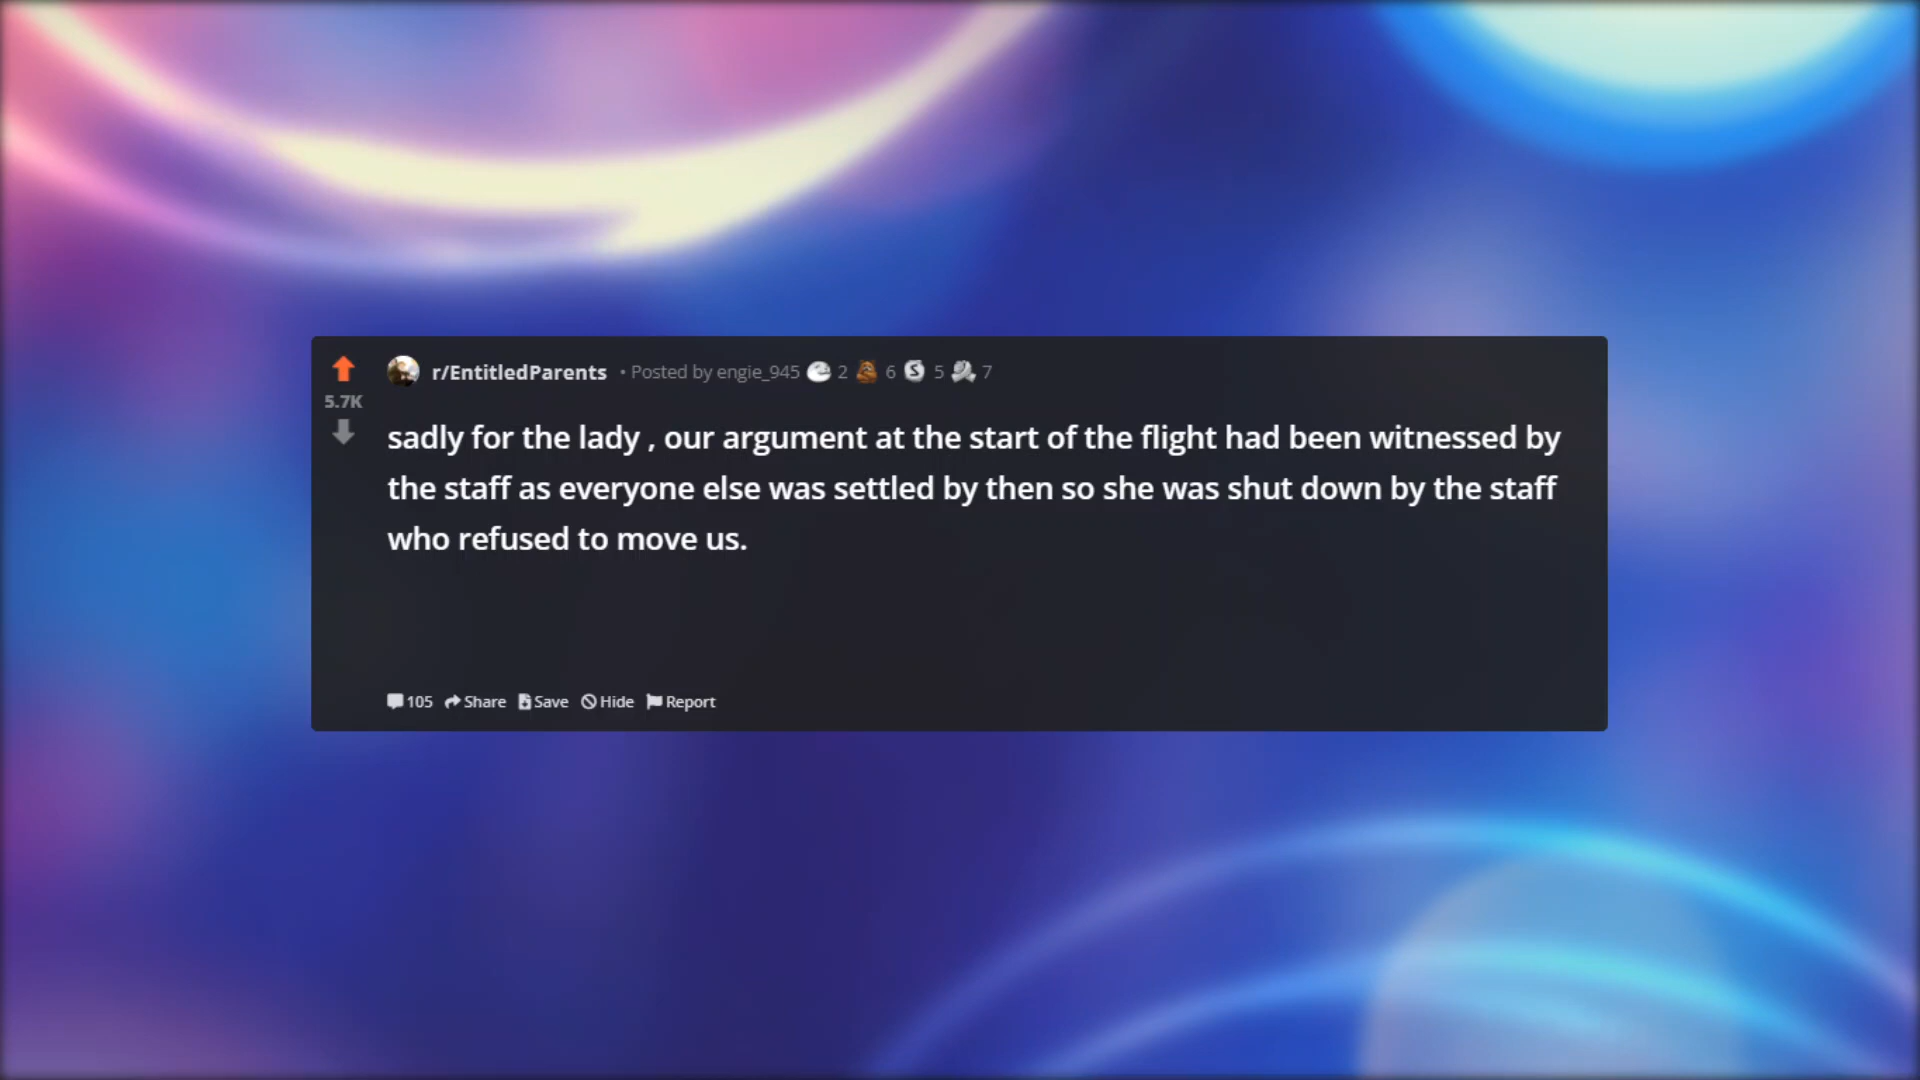 r/EntitledParents • Posted by engie_945 2 6 5 7
5.7K
sadly for the lady , our argument at the start of the flight had been witnessed by
the staff as everyone else was settled by then so she was shut down by the staff
who refused to move us.
105 Share Save Hide Report